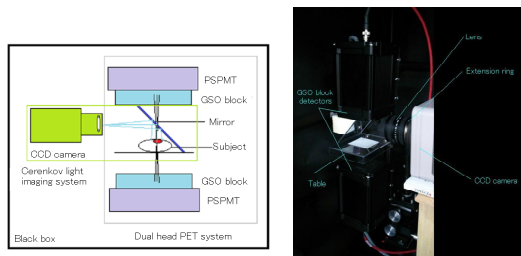 PSPMT
GSO block
Mirror
Subject
CCD camera
Cerenkov light
imaging system
GSO block
PSPMT
Black box
Dual head PET system
Lens
Extension ring
GSO block
detectors
Table
CCD camera